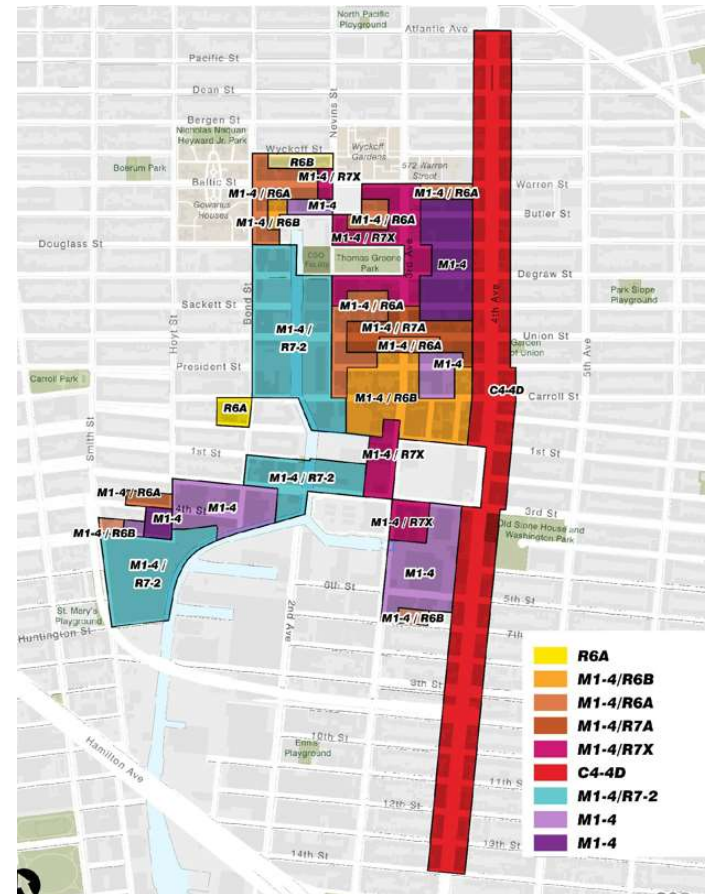 North Pacific
Playground
Atlantic Ave
Pacific St
Dean St
Bergen St
Nicholas Naquan
Heyward Jr. Park
Nevins St
Wyckoff St
Wyckoff
Gardens
572 Warren
Street
R6B
M1-4 / R7X
Boerum Park
Baltic St
M1-4 / R6A
M1-4 / R6A
Warren St
Gowanus
Houses
M1-4
M1-4 / R6A
Butler St
M1-4 / R6B
M1-4 / R7X
Douglass St
CSO
Facility
Thomas Greene
Park
3rd Ave
M1-4
Degraw St
4th Ave
Park Slope
Playground
Sackett St
Bond St
Hoyt St
M1-4 / R6A
M1-4 /
R7-2
M1-4 / R7A
Union St
M1-4 / R6A
Garden
of Union
5th Ave
President St
M1-4
Carroll Park
C4-4D
M1-4 / R6B
Carroll St
R6A
Smith St
1st St
M1-4 / R7X
1st St
M1-4 / R7-2
M1-4 / R6A
4th St
M1-4
3rd St
M1-4
M1-4 / R7X
Old Stone House and
Washington Park
M1-4 / R6B
M1-4 /
R7-2
M1-4
6th St
5th St
2nd Ave
St. Mary's
Playground
M1-4 / R6B
7th
Huntington St
R6A
M1-4/R6B
9th St
M1-4/R6A
M1-4/R7A
Hamilton Ave
10th St
Ennis
Playground
M1-4/R7X
C4-4D
11th St
M1-4/R7-2
12th St
M1-4
13th St
M1-4
14th St